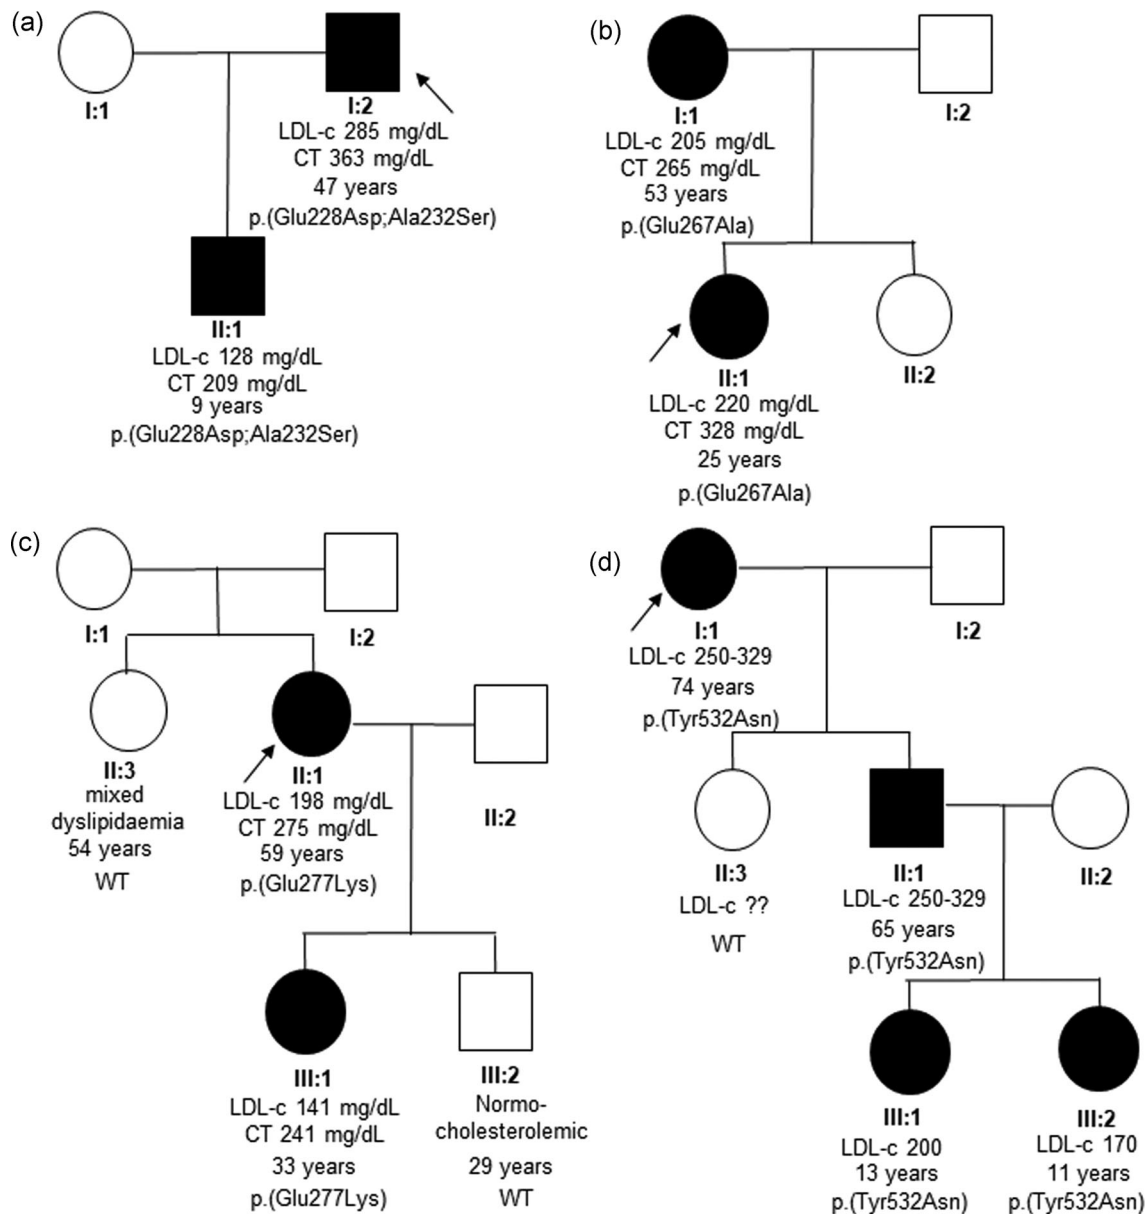 (a)
I:1
I:2
LDL-c 285 mg/dL
CT 363 mg/dL
47 years
p.(Glu228Asp;Ala232Ser)
II:1
LDL-c 128 mg/dL
CT 209 mg/dL
9 years
p.(Glu228Asp;Ala232Ser)
(b)
I:1
LDL-c 205 mg/dL
CT 265 mg/dL
53 years
p.(Glu267Ala)
I:2
II:1
LDL-c 220 mg/dL
CT 328 mg/dL
25 years
p.(Glu267Ala)
II:2
(c)
I:1
I:2
II:3
mixed
dyslipidaemia
54 years
WT
II:1
LDL-c 198 mg/dL
CT 275 mg/dL
59 years
p.(Glu277Lys)
II:2
III:1
LDL-c 141 mg/dL
CT 241 mg/dL
33 years
p.(Glu277Lys)
III:2
Normo-
cholesterolemic
29 years
WT
(d)
I:1
LDL-c 250-329
74 years
p.(Tyr532Asn)
I:2
II:3
LDL-c ??
WT
II:1
LDL-c 250-329
65 years
p.(Tyr532Asn)
II:2
III:1
LDL-c 200
13 years
p.(Tyr532Asn)
III:2
LDL-c 170
11 years
p.(Tyr532Asn)